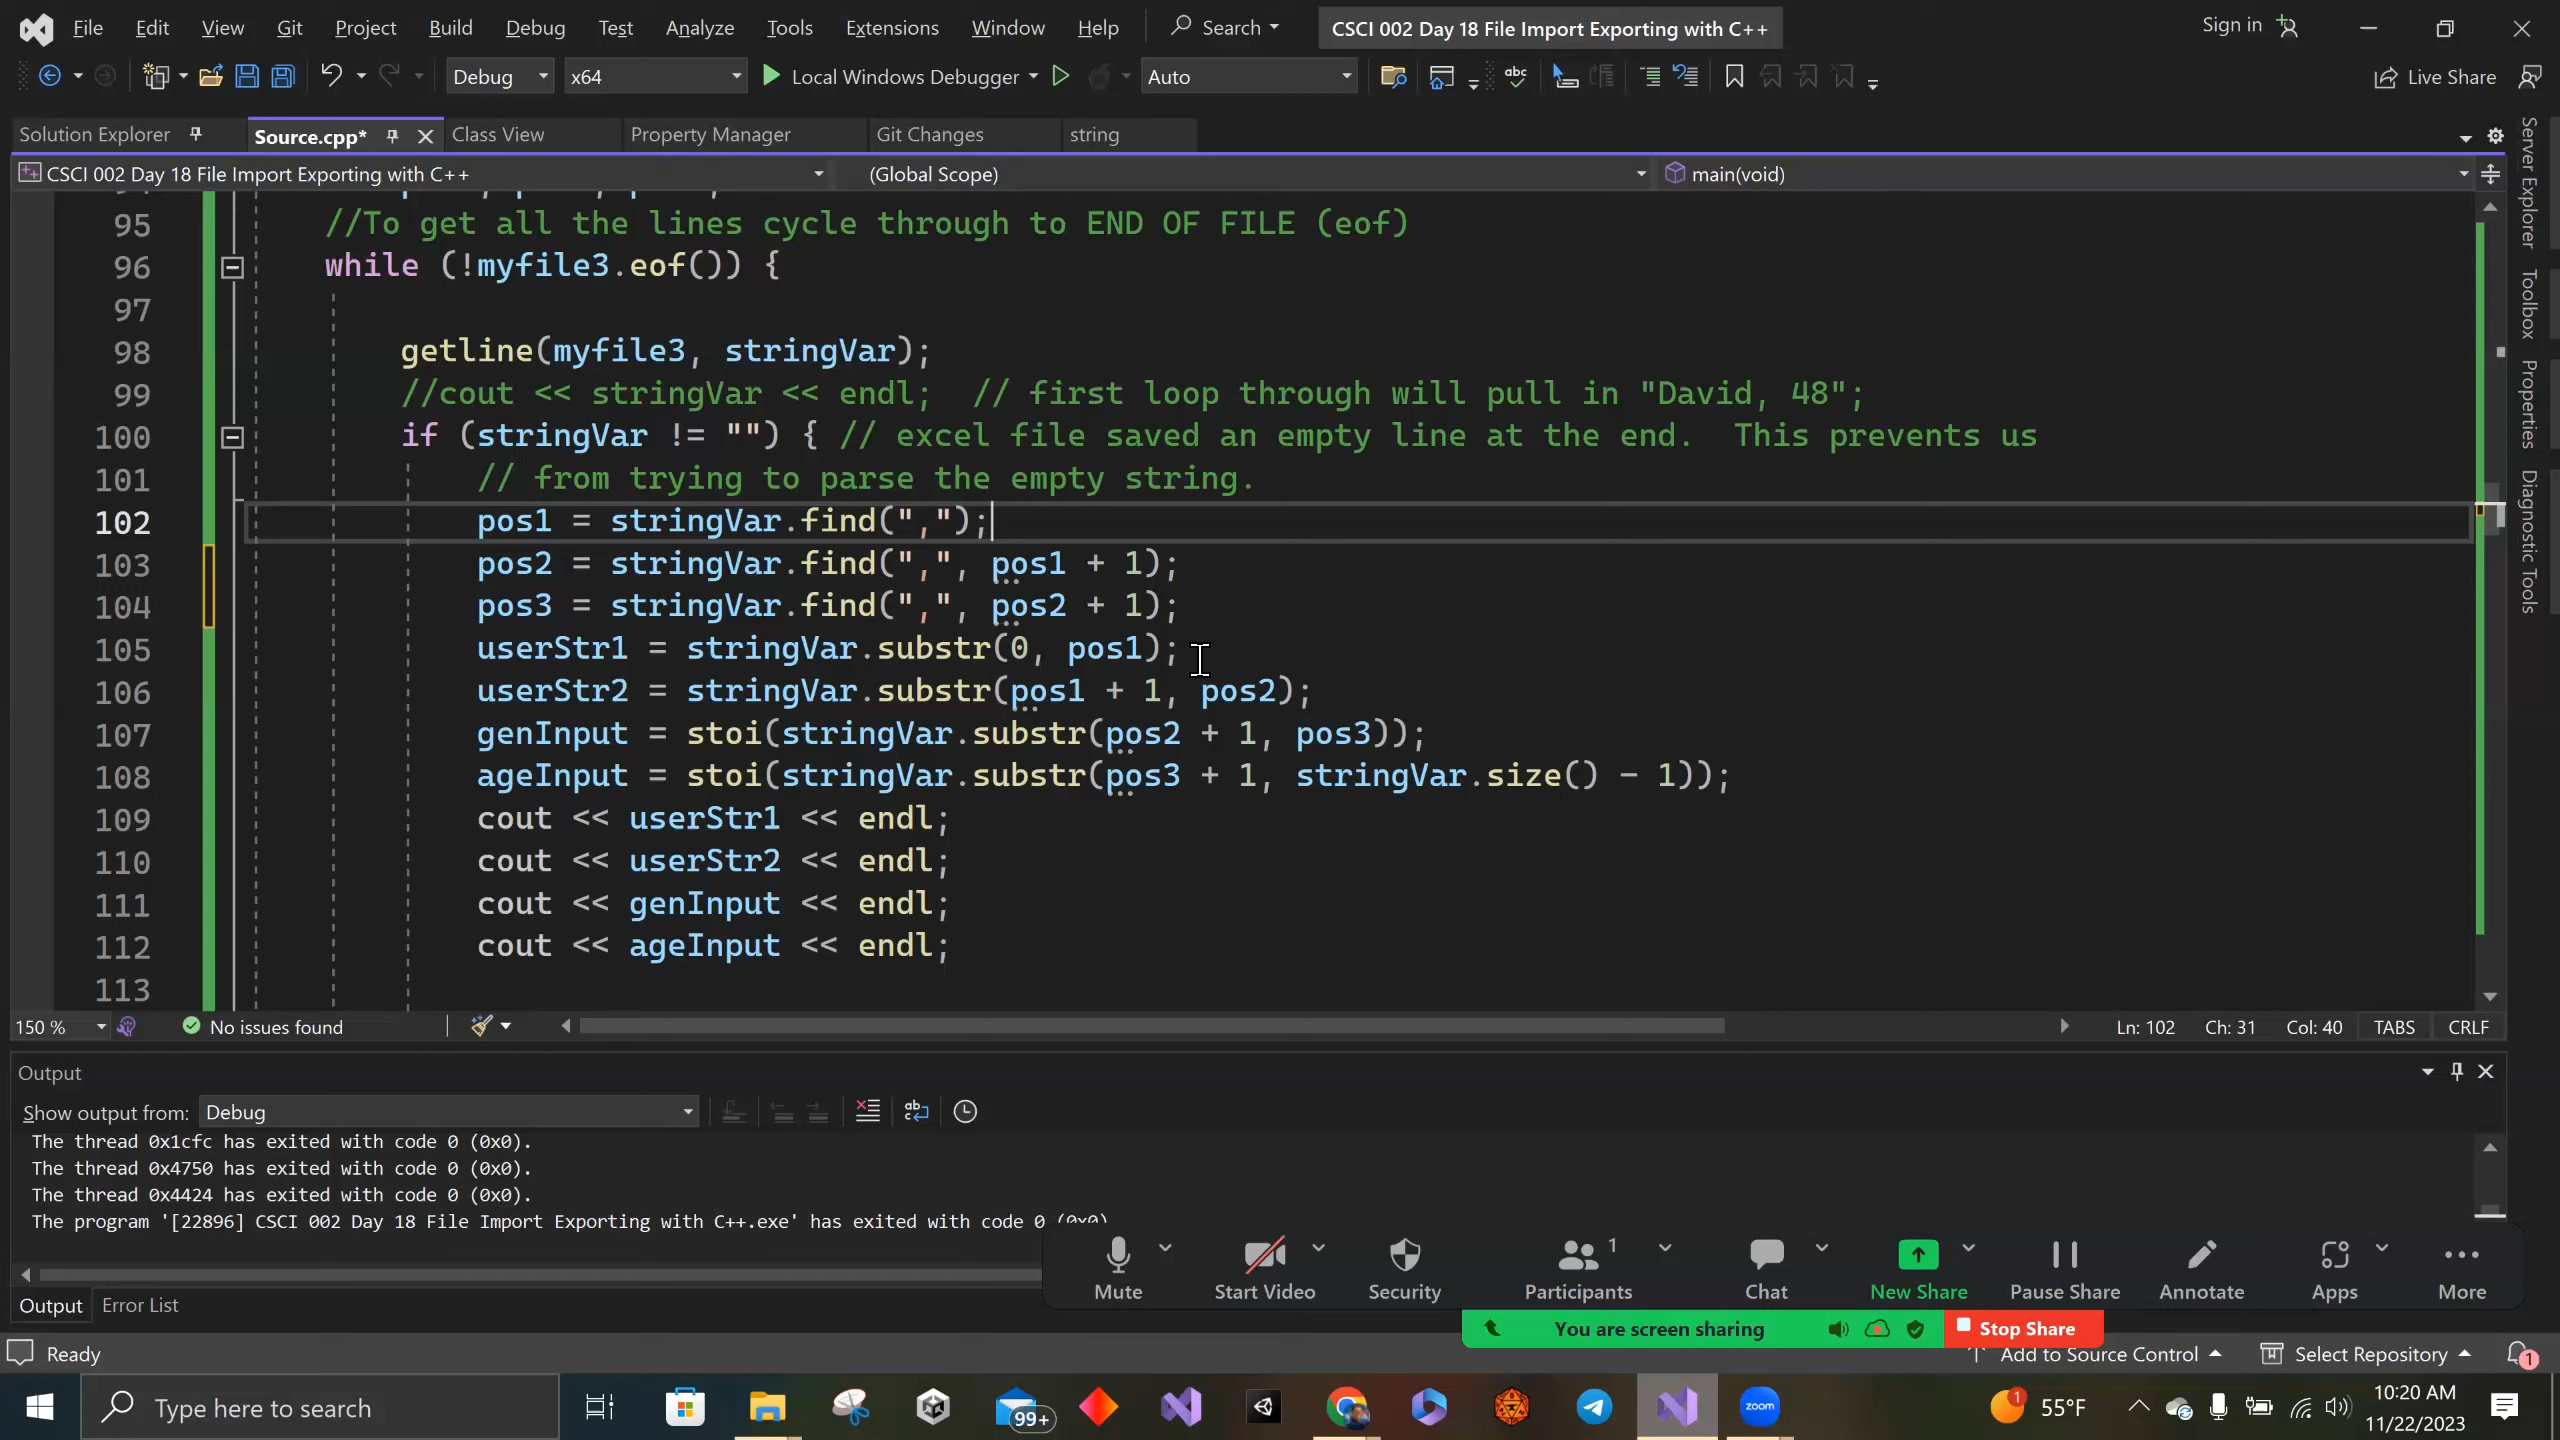 File Edit View Git Project Build Debug Test Analyze Tools Extensions Window Help Search CSCI 002 Day 18 File Import Exporting with C++ Sign in
Debug x64 Local Windows Debugger Auto Live Share
Solution Explorer Source.cpp* Class View Property Manager Git Changes string
CSCI 002 Day 18 File Import Exporting with C++ (Global Scope) main(void)
95 //To get all the lines cycle through to END OF FILE (eof)
96 while (!myfile3.eof()) {
97
98 getline(myfile3, stringVar);
99 //cout << stringVar << endl; // first loop through will pull in "David, 48";
100 if (stringVar != "") { // excel file saved an empty line at the end. This prevents us
101 // from trying to parse the empty string.
102 pos1 = stringVar.find(",");
103 pos2 = stringVar.find(",", pos1 + 1);
104 pos3 = stringVar.find(",", pos2 + 1);
105 userStr1 = stringVar.substr(0, pos1);
106 userStr2 = stringVar.substr(pos1 + 1, pos2);
107 genInput = stoi(stringVar.substr(pos2 + 1, pos3));
108 ageInput = stoi(stringVar.substr(pos3 + 1, stringVar.size() - 1));
109 cout << userStr1 << endl;
110 cout << userStr2 << endl;
111 cout << genInput << endl;
112 cout << ageInput << endl;
113
150 % No issues found Ln: 102 Ch: 31 Col: 40 TABS CRLF
Server Explorer
Toolbox
Properties
Diagnostic Tools
Output
Show output from: Debug
The thread 0x1cfc has exited with code 0 (0x0).
The thread 0x4750 has exited with code 0 (0x0).
The thread 0x4424 has exited with code 0 (0x0).
The program '[22896] CSCI 002 Day 18 File Import Exporting with C++.exe' has exited with code 0 (0x0)
1
Mute Start Video Security Participants Chat New Share Pause Share Annotate Apps More
Output Error List
You are screen sharing Stop Share
Ready Add to Source Control Select Repository 1
Type here to search 99+ zoom 1 55°F 10:20 AM
11/22/2023